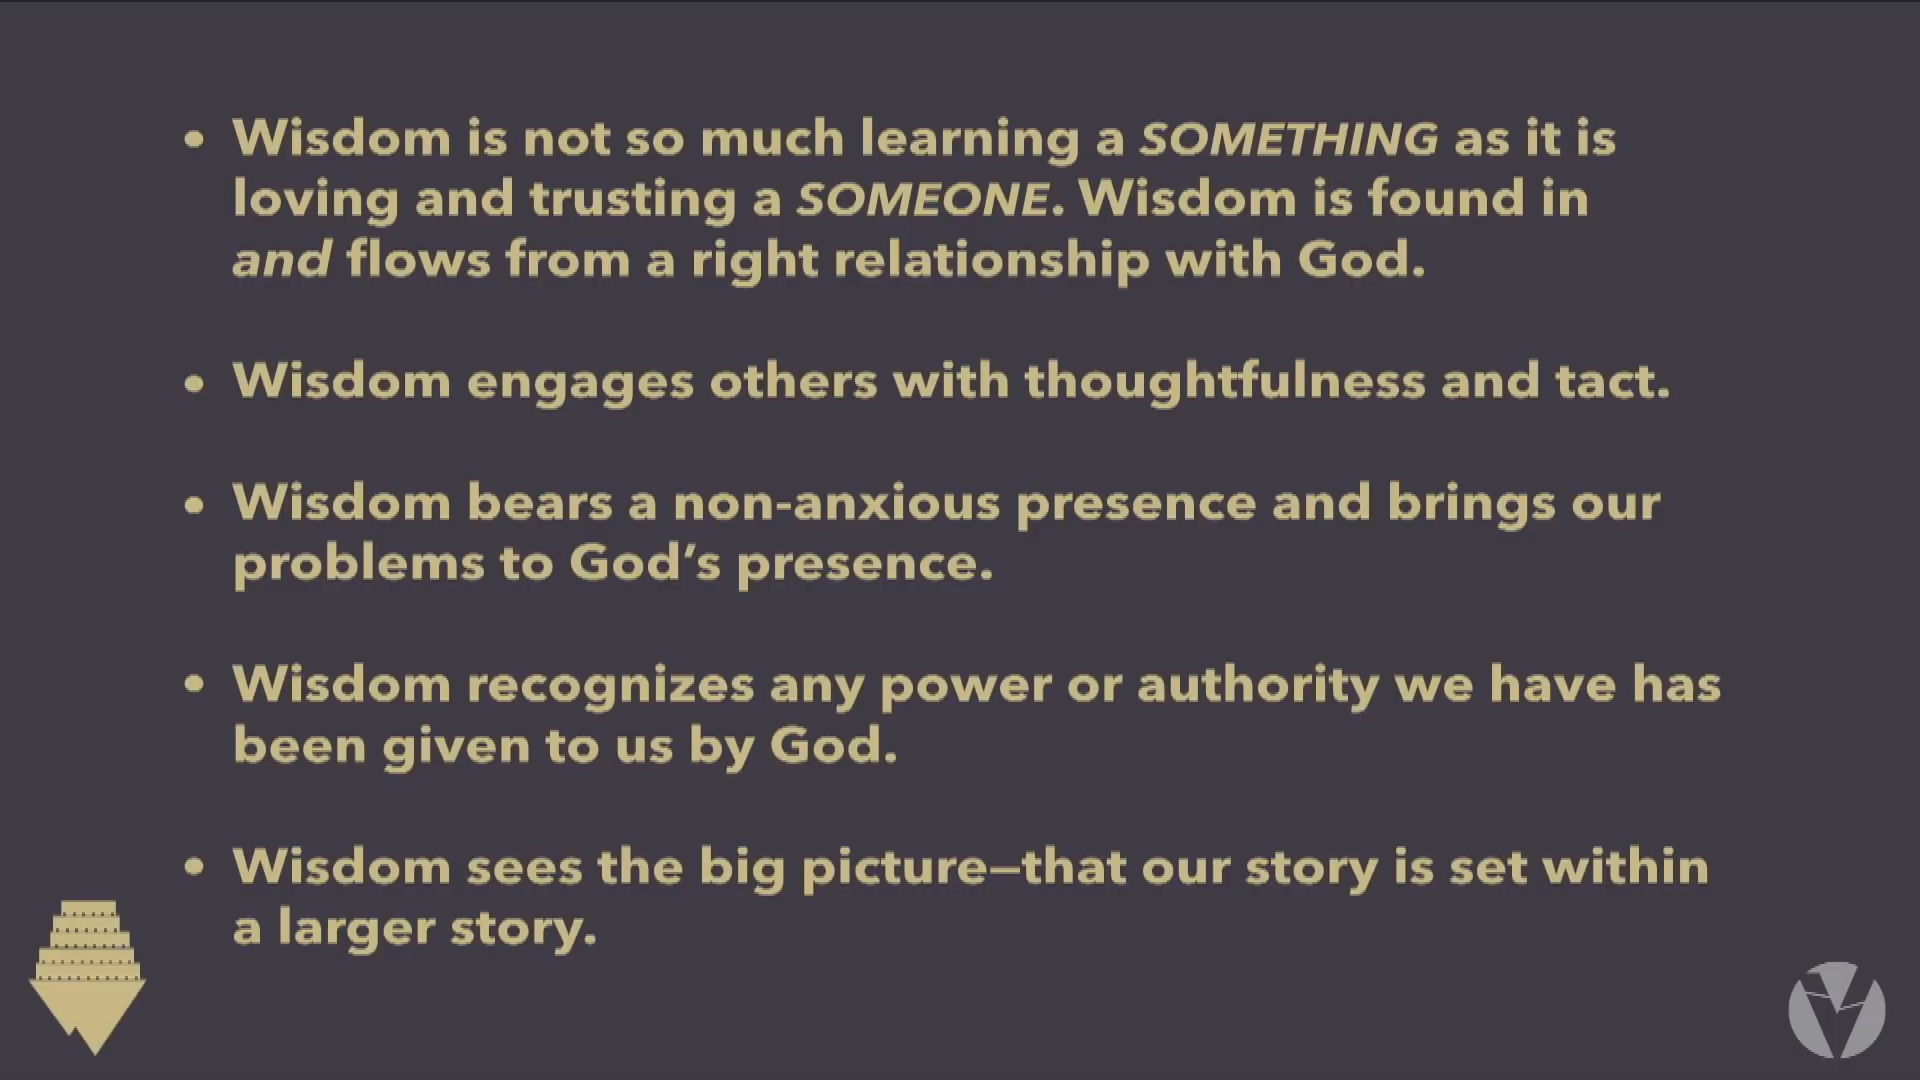 • Wisdom is not so much learning a SOMETHING as it is
loving and trusting a SOMEONE. Wisdom is found in
and flows from a right relationship with God.
• Wisdom engages others with thoughtfulness and tact.
• Wisdom bears a non-anxious presence and brings our
problems to God’s presence.
• Wisdom recognizes any power or authority we have has
been given to us by God.
• Wisdom sees the big picture—that our story is set within
a larger story.